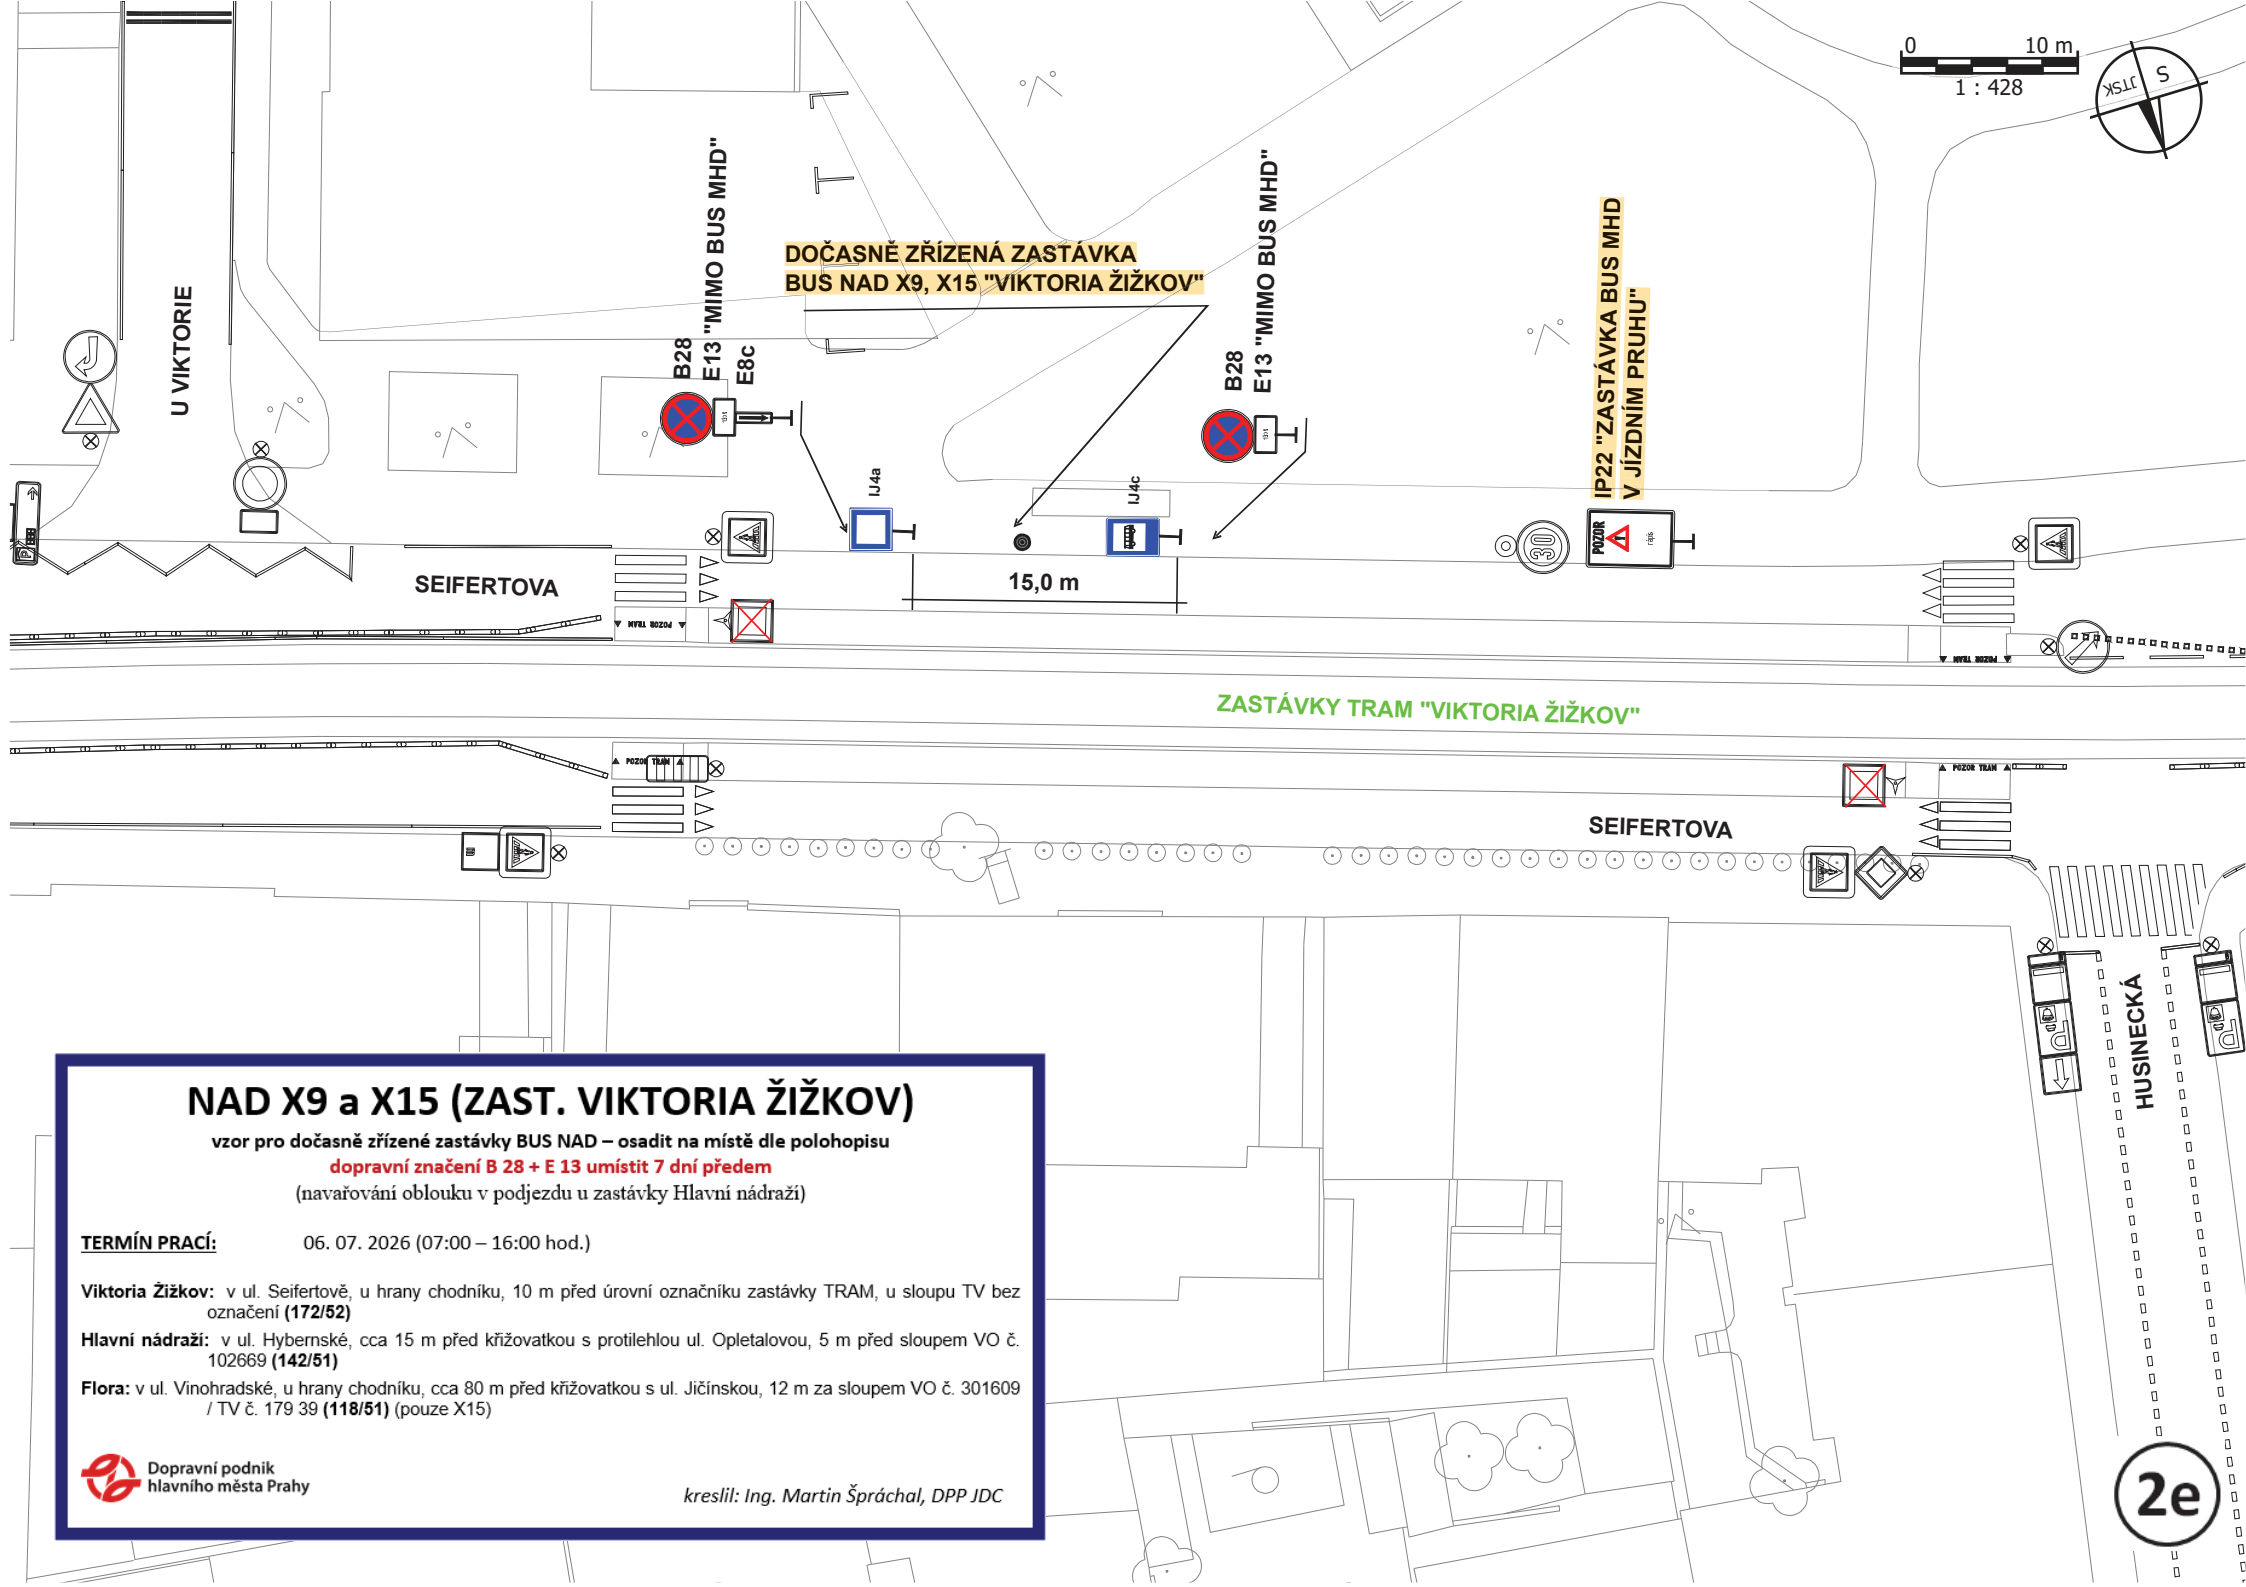 0 10 m
1 : 428
JTSK
S
U VIKTORIE
B28
E13 "MIMO BUS MHD"
E8c
DOČASNĚ ZŘÍZENÁ ZASTÁVKA
BUS NAD X9, X15 "VIKTORIA ŽIŽKOV"
B28
E13 "MIMO BUS MHD"
IP22 "ZASTÁVKA BUS MHD
V JÍZDNÍM PRUHU"
IJ4a
IJ4c
30
POZOR
P
SEIFERTOVA
15,0 m
POZOR TRAM
POZOR TRAM
ZASTÁVKY TRAM "VIKTORIA ŽIŽKOV"
POZOR TRAM
POZOR TRAM
SEIFERTOVA
HUSINECKÁ
NAD X9 a X15 (ZAST. VIKTORIA ŽIŽKOV)
vzor pro dočasně zřízené zastávky BUS NAD – osadit na místě dle polohopisu
dopravní značení B 28 + E 13 umístit 7 dní předem
(navařování oblouku v podjezdu u zastávky Hlavní nádraží)
TERMÍN PRACÍ: 06. 07. 2026 (07:00 – 16:00 hod.)
Viktoria Žižkov: v ul. Seifertově, u hrany chodníku, 10 m před úrovní označníku zastávky TRAM, u sloupu TV bez
označení (172/52)
Hlavní nádraží: v ul. Hybernské, cca 15 m před křižovatkou s protilehlou ul. Opletalovou, 5 m před sloupem VO č.
102669 (142/51)
Flora: v ul. Vinohradské, u hrany chodníku, cca 80 m před křižovatkou s ul. Jičínskou, 12 m za sloupem VO č. 301609
/ TV č. 179 39 (118/51) (pouze X15)
Dopravní podnik
hlavního města Prahy
kreslil: Ing. Martin Špráchal, DPP JDC
2e